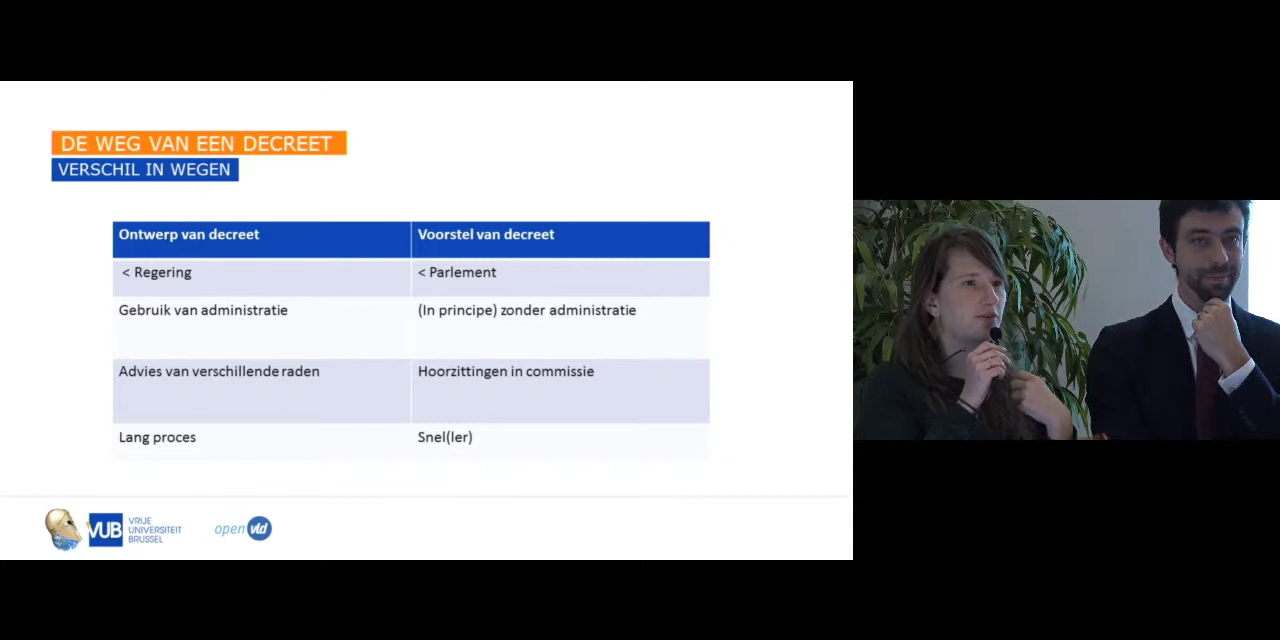 DE WEG VAN EEN DECREET
VERSCHIL IN WEGEN
Ontwerp van decreet Voorstel van decreet
< Regering < Parlement
Gebruik van administratie (In principe) zonder administratie
Advies van verschillende raden Hoorzittingen in commissie
Lang proces Snel(ler)
VUB
VRIJE
UNIVERSITEIT
BRUSSEL
open vld